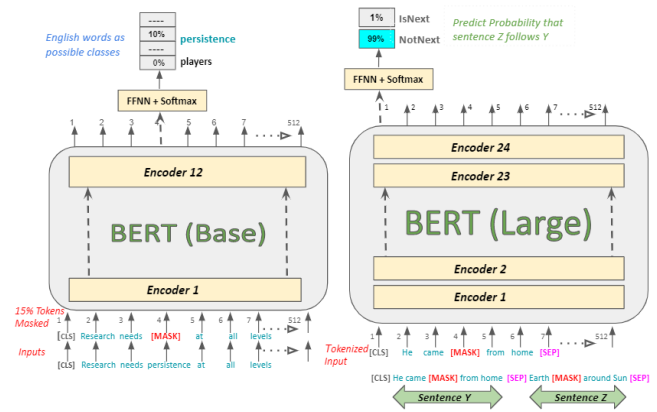 English words as
possible classes
----
10%
----
0%
persistence
players
FFNN + Softmax
1 2 3 4 5 6 7 512
Encoder 12
BERT (Base)
Encoder 1
15% Tokens
Masked
1 2 3 4 5 6 7 512
[CLS] Research needs [MASK] at all levels
Inputs
[CLS] Research needs persistence at all levels
1% IsNext
99% NotNext
Predict Probability that
sentence Z follows Y
FFNN + Softmax
1 2 3 4 5 6 7 512
Encoder 24
Encoder 23
BERT (Large)
Encoder 2
Encoder 1
1 2 3 4 5 6 7 512
Tokenized
Input
[CLS] He came [MASK] from home [SEP]
[CLS] He came [MASK] from home [SEP] Earth [MASK] around Sun [SEP]
Sentence Y
Sentence Z